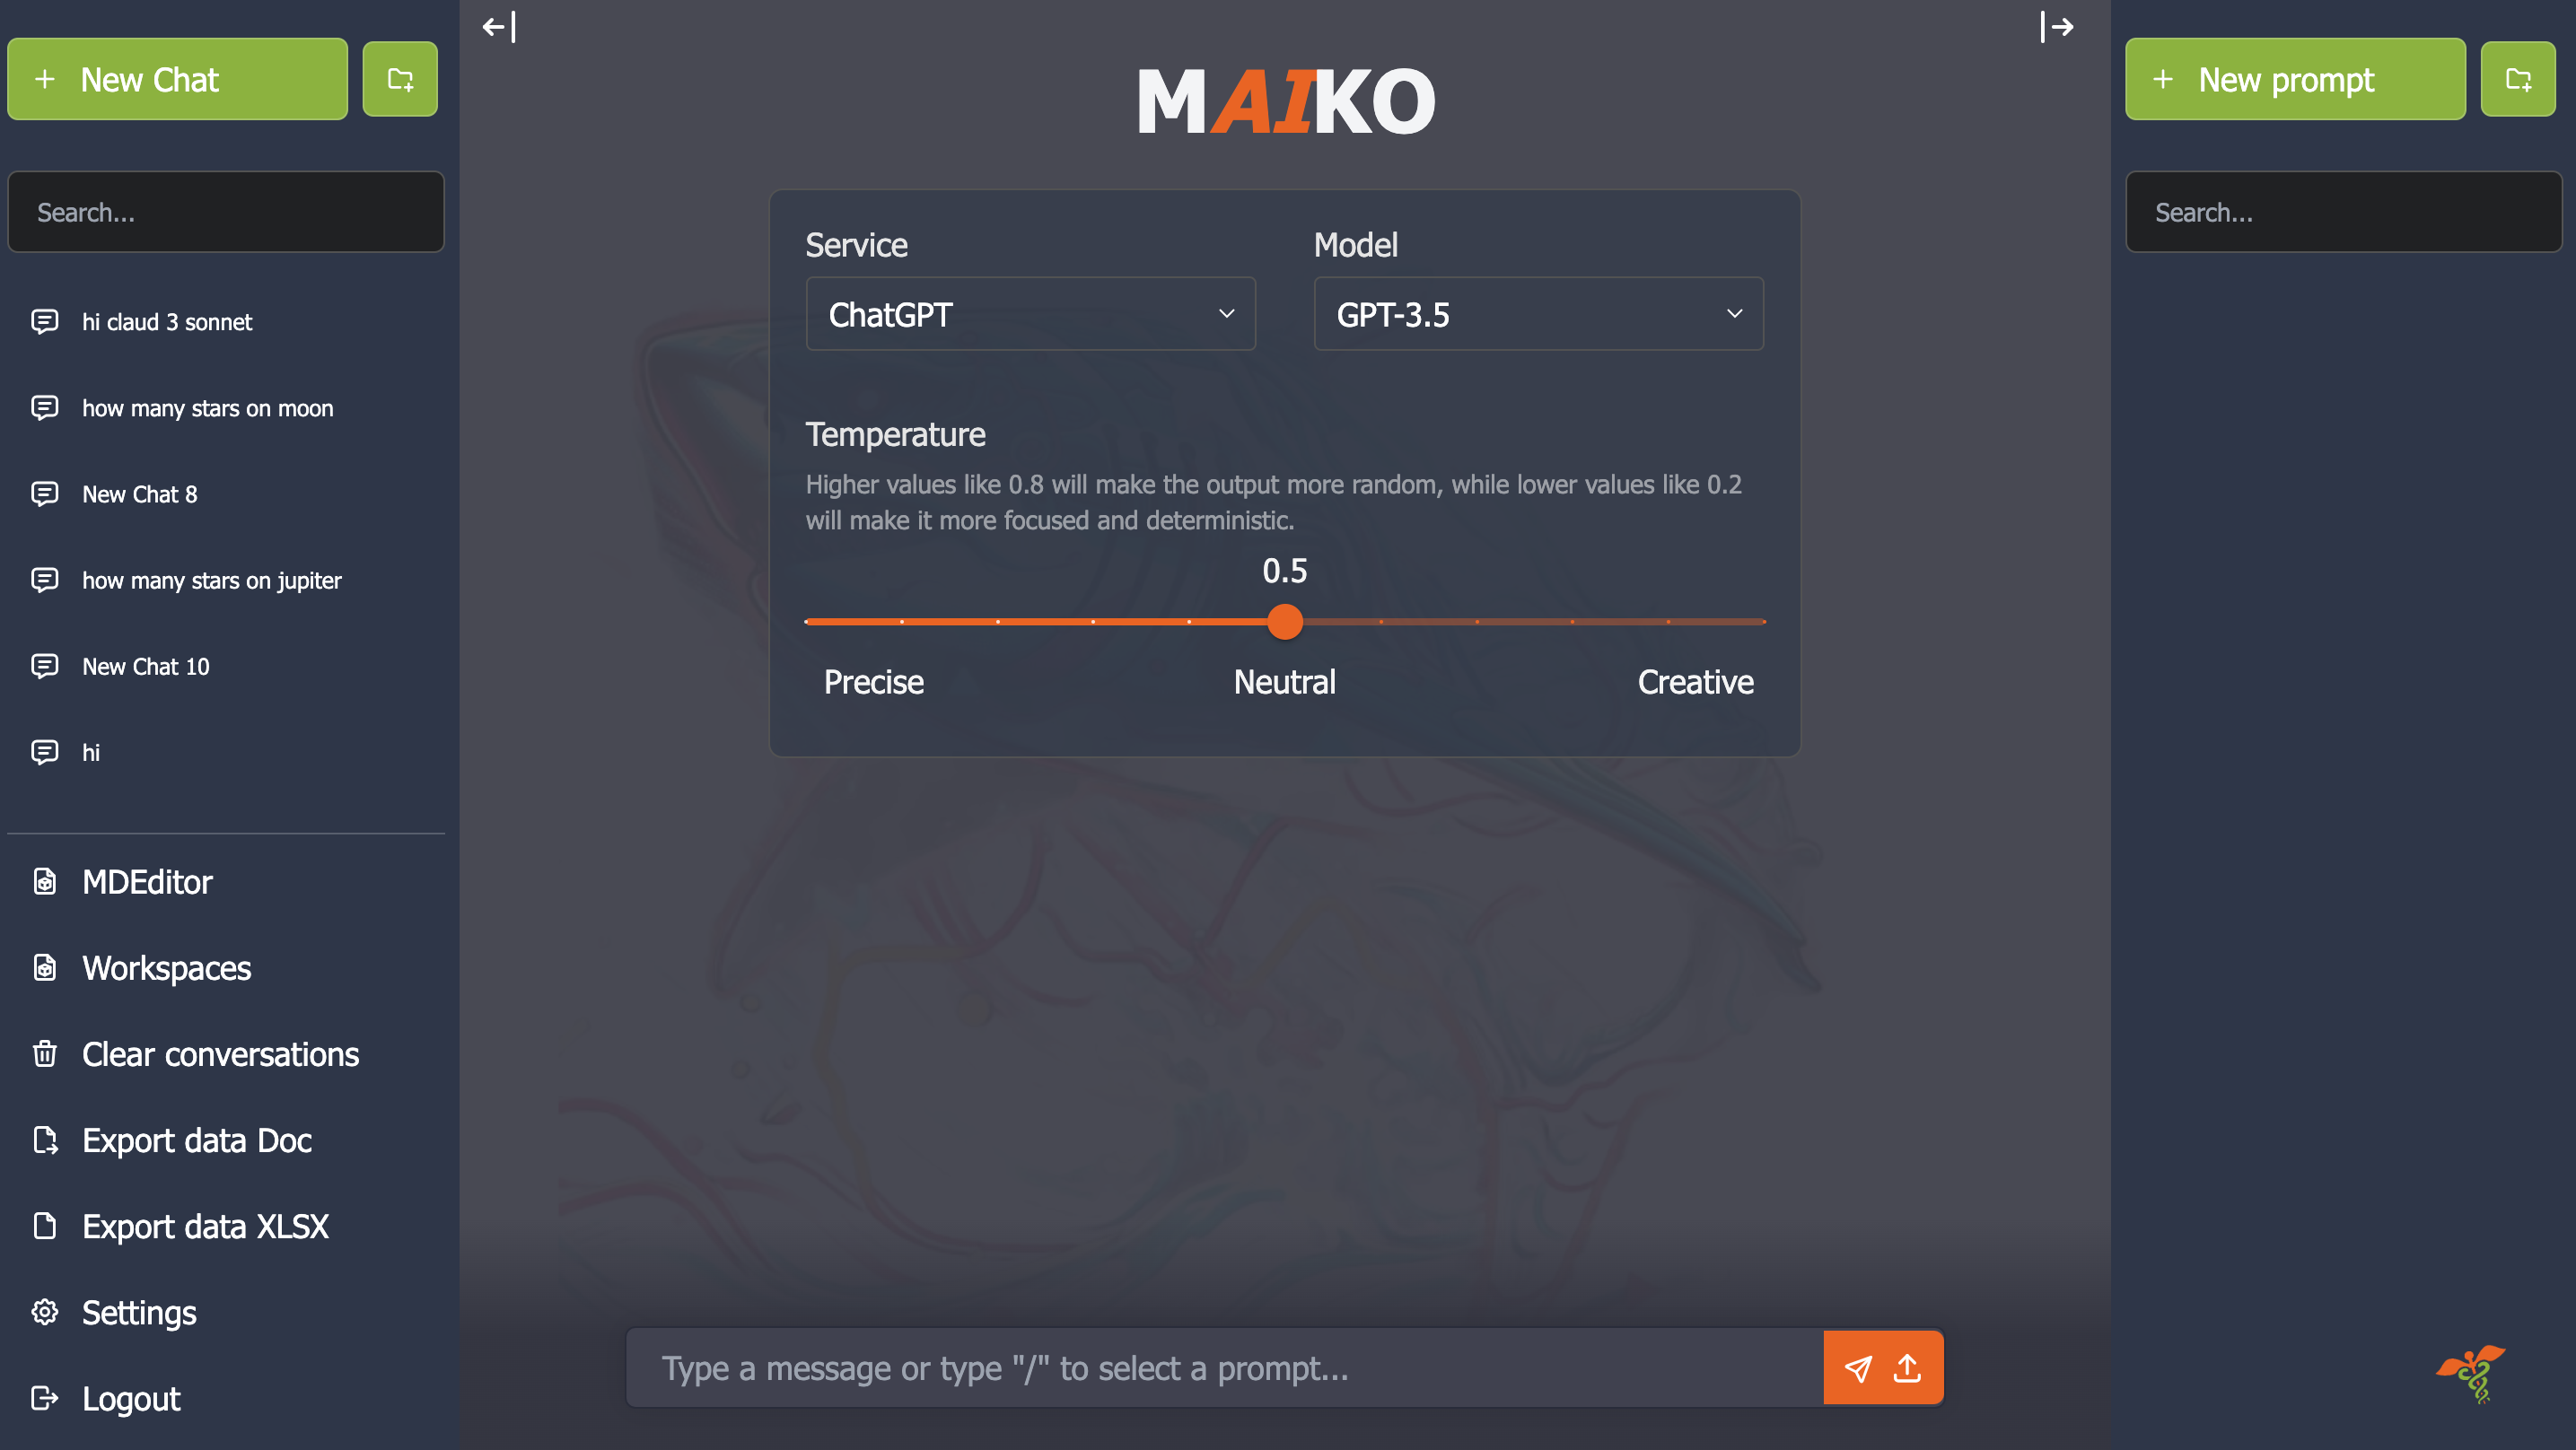 New Chat
Search...
hi claud 3 sonnet
how many stars on moon
New Chat 8
how many stars on jupiter
New Chat 10
hi
MDEditor
Workspaces
Clear conversations
Export data Doc
Export data XLSX
Settings
Logout
MAIKO
Service
Model
ChatGPT
GPT-3.5
Temperature
Higher values like 0.8 will make the output more random, while lower values like 0.2
will make it more focused and deterministic.
0.5
Precise
Neutral
Creative
Type a message or type "/" to select a prompt...
New prompt
Search...